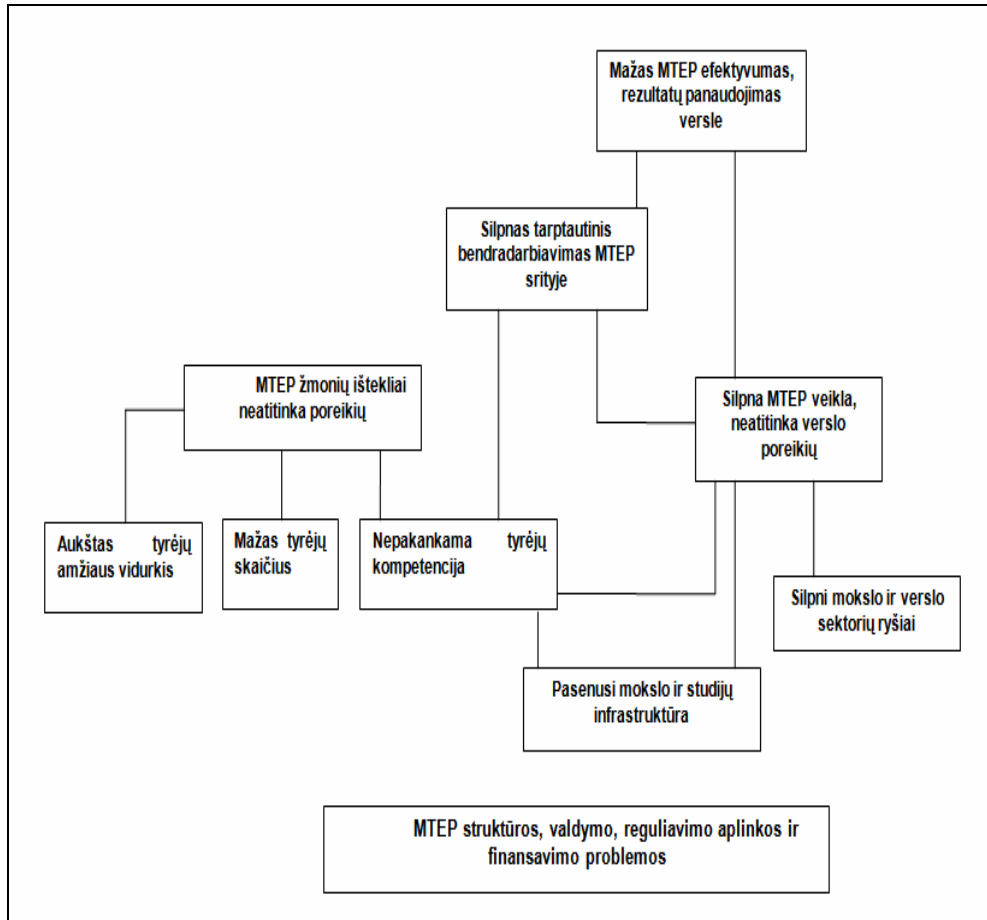 Mažas MTEP efektyvumas,
rezultatų panaudojimas
versle
Silpnas tarptautinis
bendradarbiavimas MTEP
srityje
MTEP žmonių ištekliai
neatitinka poreikių
Silpna MTEP veikla,
neatitinka verslo
poreikių
Aukštas tyrėjų
amžiaus vidurkis
Mažas tyrėjų
skaičius
Nepakankama tyrėjų
kompetencija
Silpni mokslo ir verslo
sektorių ryšiai
Pasenusi mokslo ir studijų
infrastruktūra
MTEP struktūros, valdymo, reguliavimo aplinkos ir
finansavimo problemos